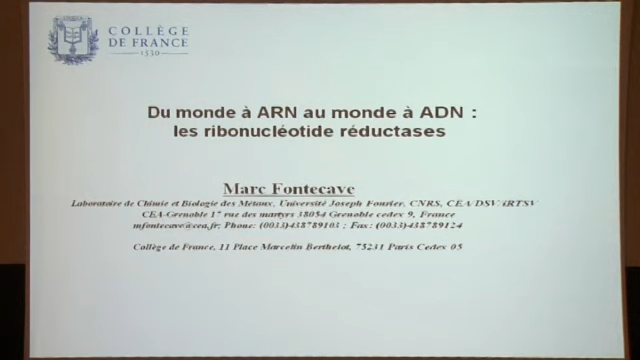 COLLÈGE
DE FRANCE
1530
Du monde à ARN au monde à ADN :
les ribonucléotide réductases
Marc Fontecave
Laboratoire de Chimie et Biologie des Métaux, Université Joseph Fourier, CNRS, CEA/DSV/iRTSV
CEA-Grenoble 17 rue des martyrs 38054 Grenoble cedex 9, France
mfontecave@cea.fr; Phone: (0033)438789103 ; Fax: (0033)438789124
Collège de France, 11 Place Marcelin Berthelot, 75231 Paris Cedex 05